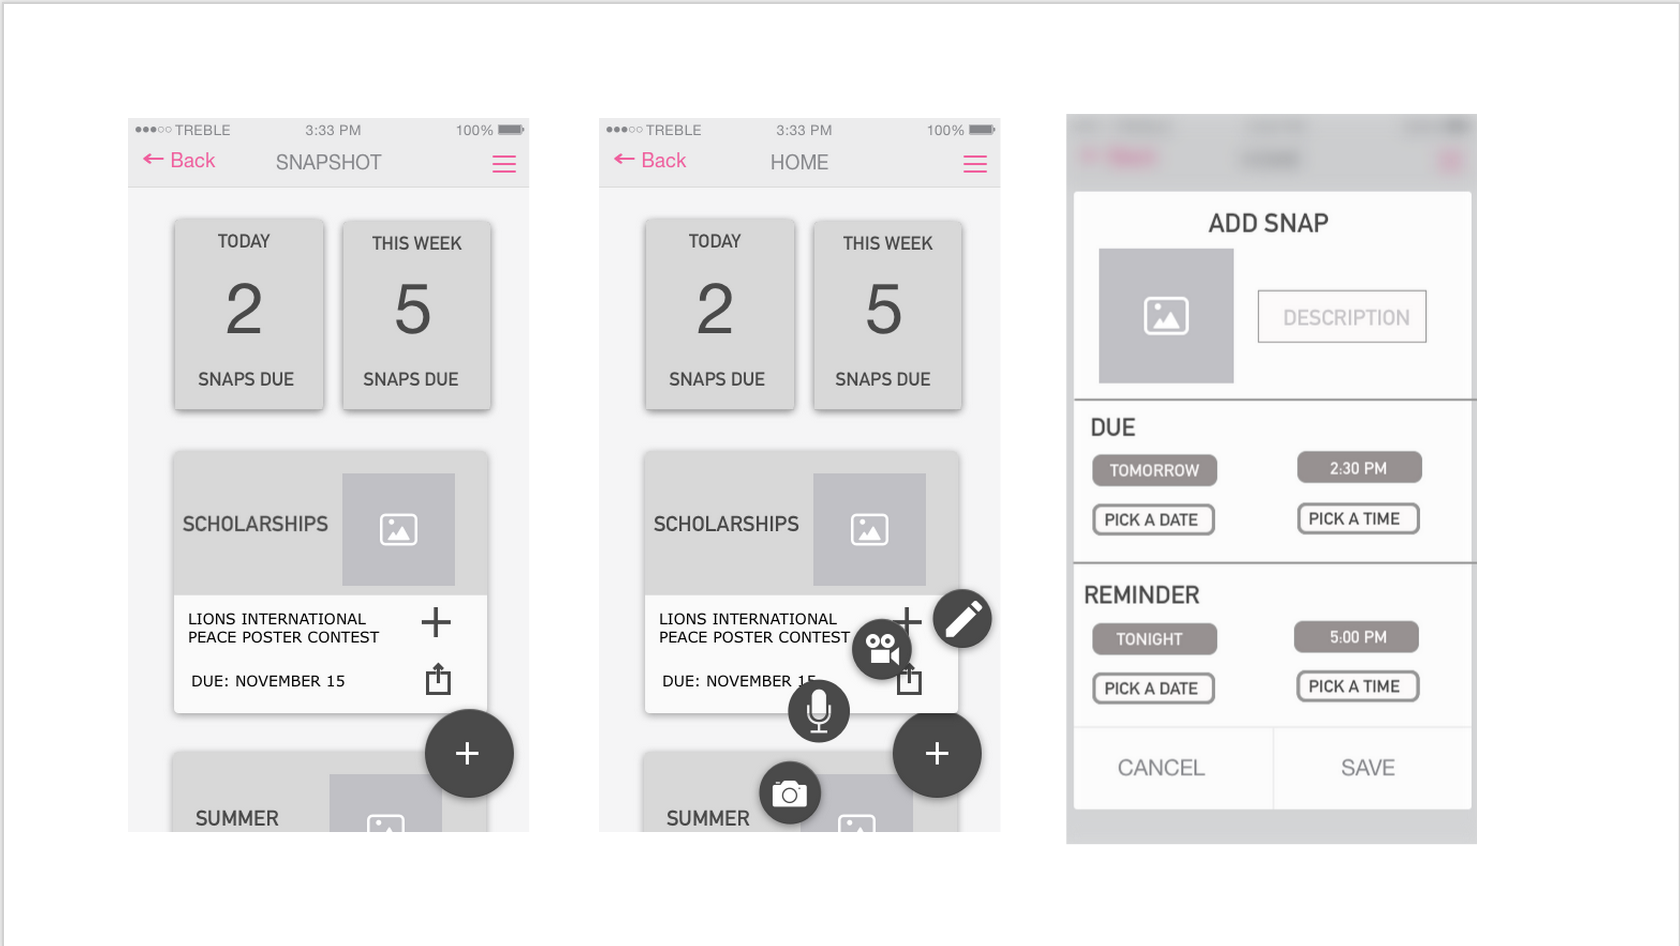 TREBLE 3:33 PM 100%
Back SNAPSHOT
TODAY
2
SNAPS DUE
THIS WEEK
5
SNAPS DUE
SCHOLARSHIPS
LIONS INTERNATIONAL
PEACE POSTER CONTEST
DUE: NOVEMBER 15
SUMMER
TREBLE 3:33 PM 100%
Back HOME
TODAY
2
SNAPS DUE
THIS WEEK
5
SNAPS DUE
SCHOLARSHIPS
LIONS INTERNATIONAL
PEACE POSTER CONTEST
DUE: NOVEMBER 15
SUMMER
ADD SNAP
DESCRIPTION
DUE
TOMORROW 2:30 PM
PICK A DATE PICK A TIME
REMINDER
TONIGHT 5:00 PM
PICK A DATE PICK A TIME
CANCEL SAVE